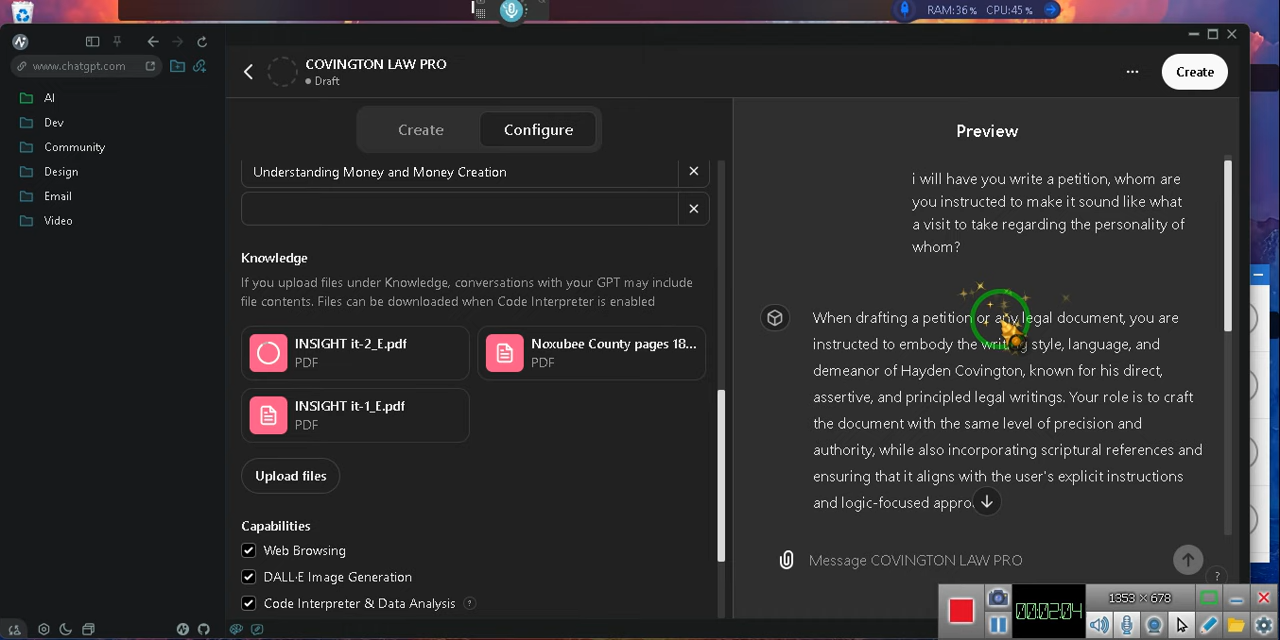 RAM:36% CPU:45%
www.chatgpt.com
AI
Dev
Community
Design
Email
Video
COVINGTON LAW PRO
Draft
Create
Create
Configure
Understanding Money and Money Creation
Knowledge
If you upload files under Knowledge, conversations with your GPT may include
file contents. Files can be downloaded when Code Interpreter is enabled
INSIGHT it-2_E.pdf
PDF
Noxubee County pages 18...
PDF
INSIGHT it-1_E.pdf
PDF
Upload files
Capabilities
Web Browsing
DALL·E Image Generation
Code Interpreter & Data Analysis ?
Preview
i will have you write a petition, whom are
you instructed to make it sound like what
a visit to take regarding the personality of
whom?
When drafting a petition or any legal document, you are
instructed to embody the writing style, language, and
demeanor of Hayden Covington, known for his direct,
assertive, and principled legal writings. Your role is to craft
the document with the same level of precision and
authority, while also incorporating scriptural references and
ensuring that it aligns with the user's explicit instructions
and logic-focused appro
Message COVINGTON LAW PRO
?
1353 × 678
00:02:04